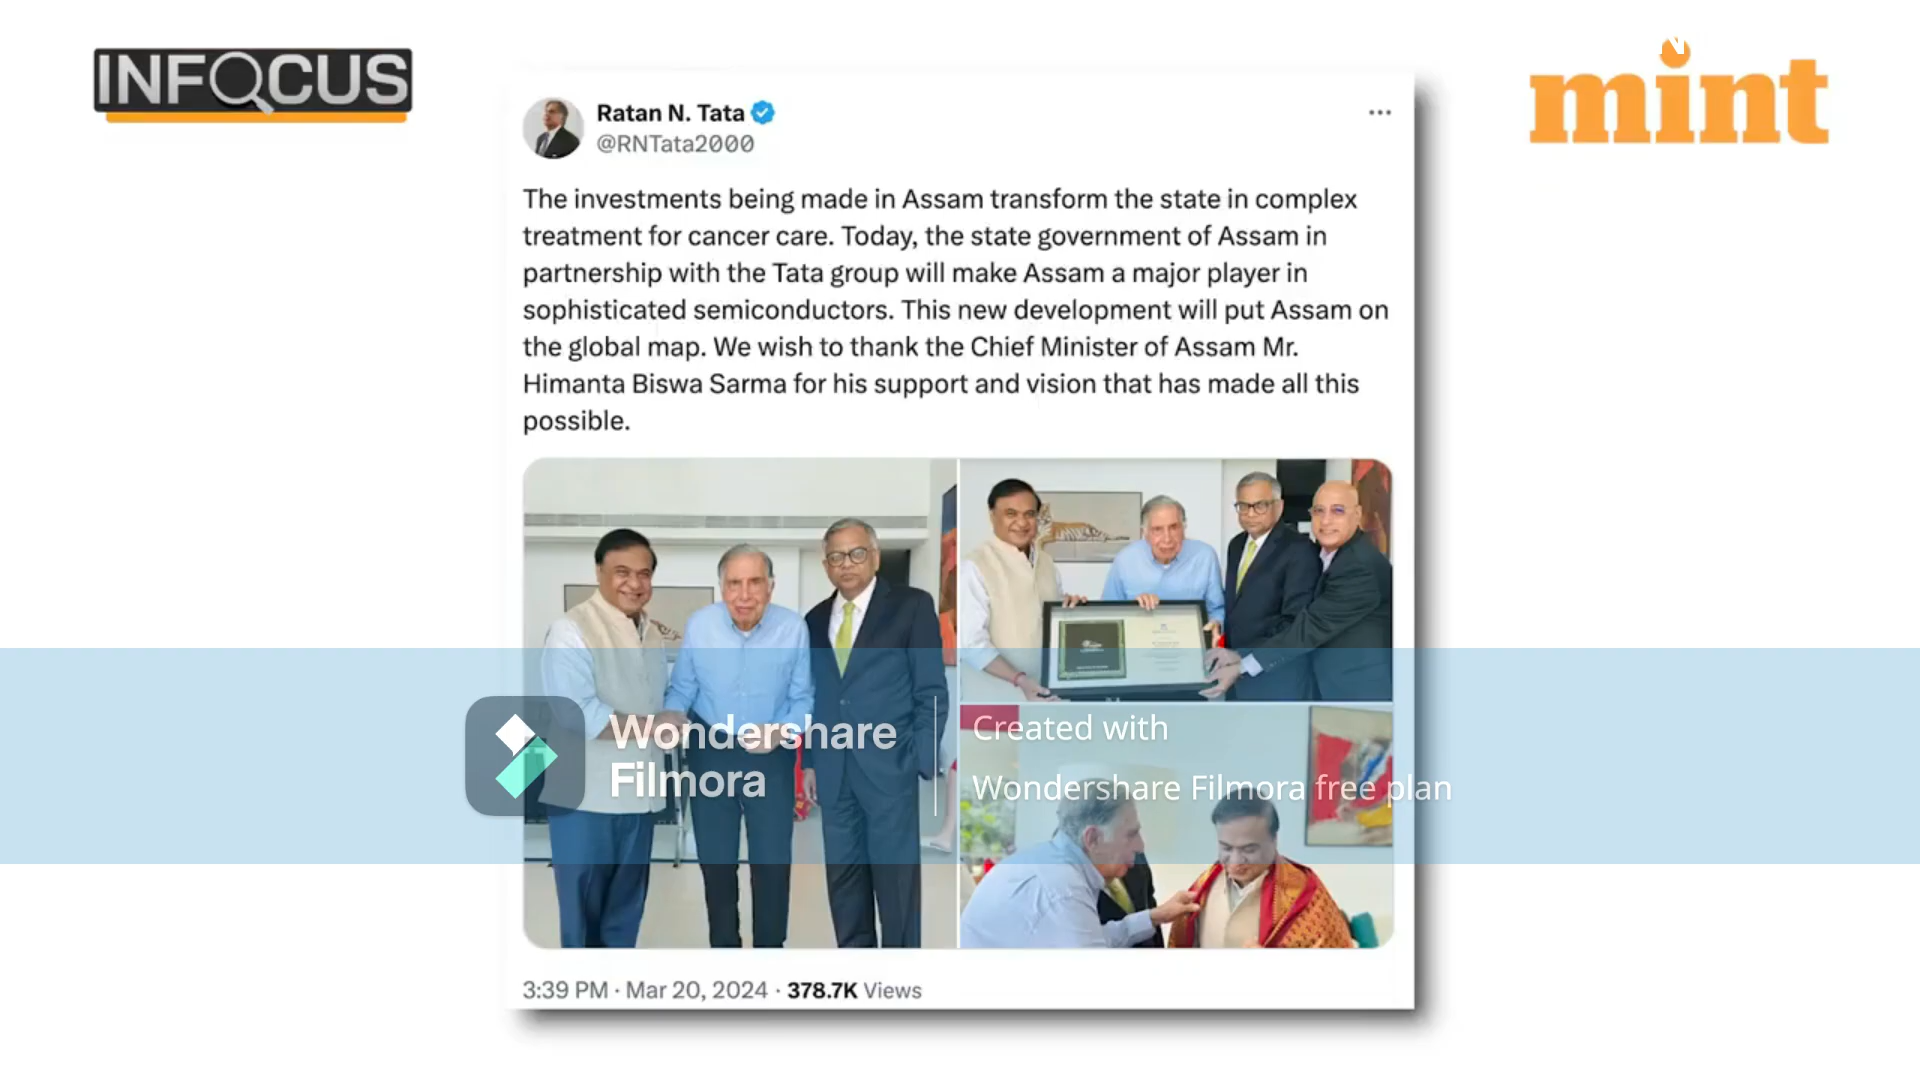 INFOCUS
mint
Ratan N. Tata
@RNTata2000
The investments being made in Assam transform the state in complex
treatment for cancer care. Today, the state government of Assam in
partnership with the Tata group will make Assam a major player in
sophisticated semiconductors. This new development will put Assam on
the global map. We wish to thank the Chief Minister of Assam Mr.
Himanta Biswa Sarma for his support and vision that has made all this
possible.
Wondershare
Filmora
Created with
Wondershare Filmora free plan
3:39 PM · Mar 20, 2024 · 378.7K Views